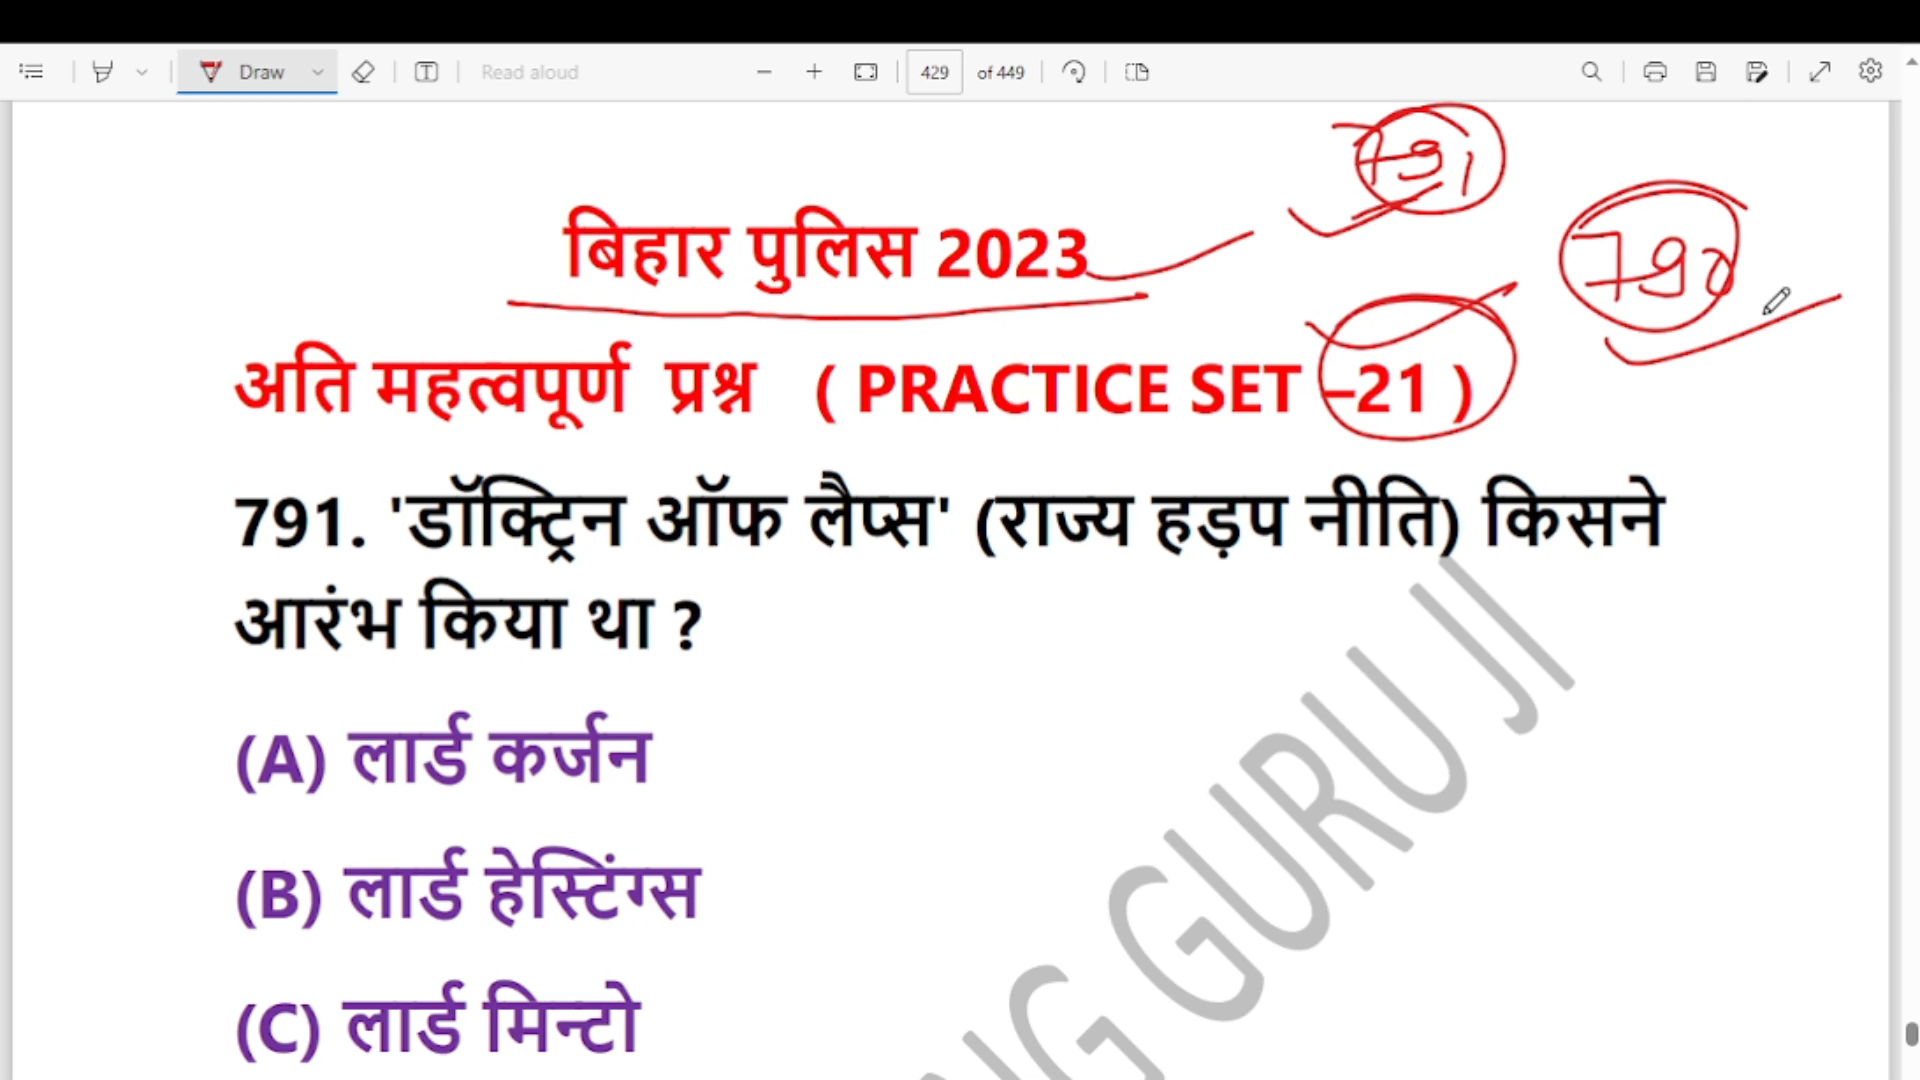 Draw
Read aloud
429 of 449
791
बिहार पुलिस 2023
790
अति महत्वपूर्ण प्रश्न ( PRACTICE SET –21 )
791. 'डॉक्ट्रिन ऑफ लैप्स' (राज्य हड़प नीति) किसने
आरंभ किया था ?
(A) लार्ड कर्जन
(B) लार्ड हेस्टिंग्स
(C) लार्ड मिन्टो
GURU JI